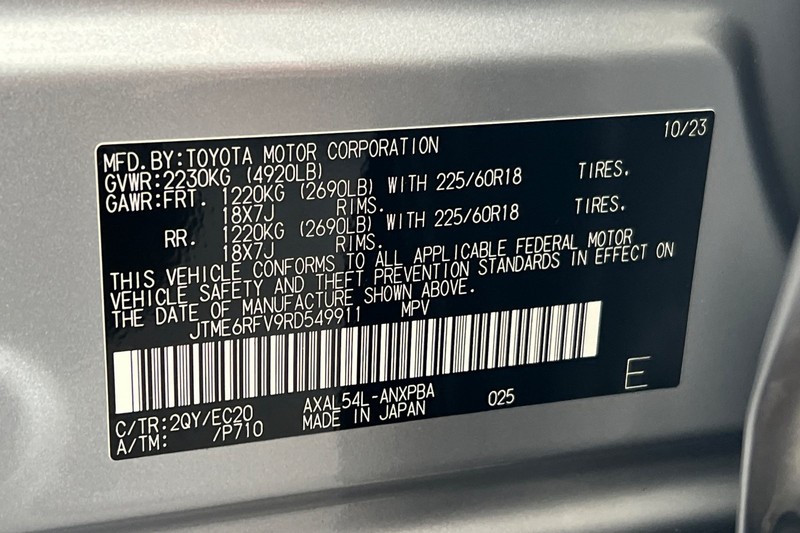 10/23
MFD.BY:TOYOTA MOTOR CORPORATION
GVWR:2230KG (4920LB)
GAWR:FRT. 1220KG (2690LB) WITH 225/60R18 TIRES.
18X7J RIMS.
RR. 1220KG (2690LB) WITH 225/60R18 TIRES.
18X7J RIMS.
THIS VEHICLE CONFORMS TO ALL APPLICABLE FEDERAL MOTOR
VEHICLE SAFETY AND THEFT PREVENTION STANDARDS IN EFFECT ON
THE DATE OF MANUFACTURE SHOWN ABOVE.
JTME6RFV9RD549911 MPV
C/TR:2QY/EC20 AXAL54L-ANXPBA 025 E
A/TM: /P710 MADE IN JAPAN